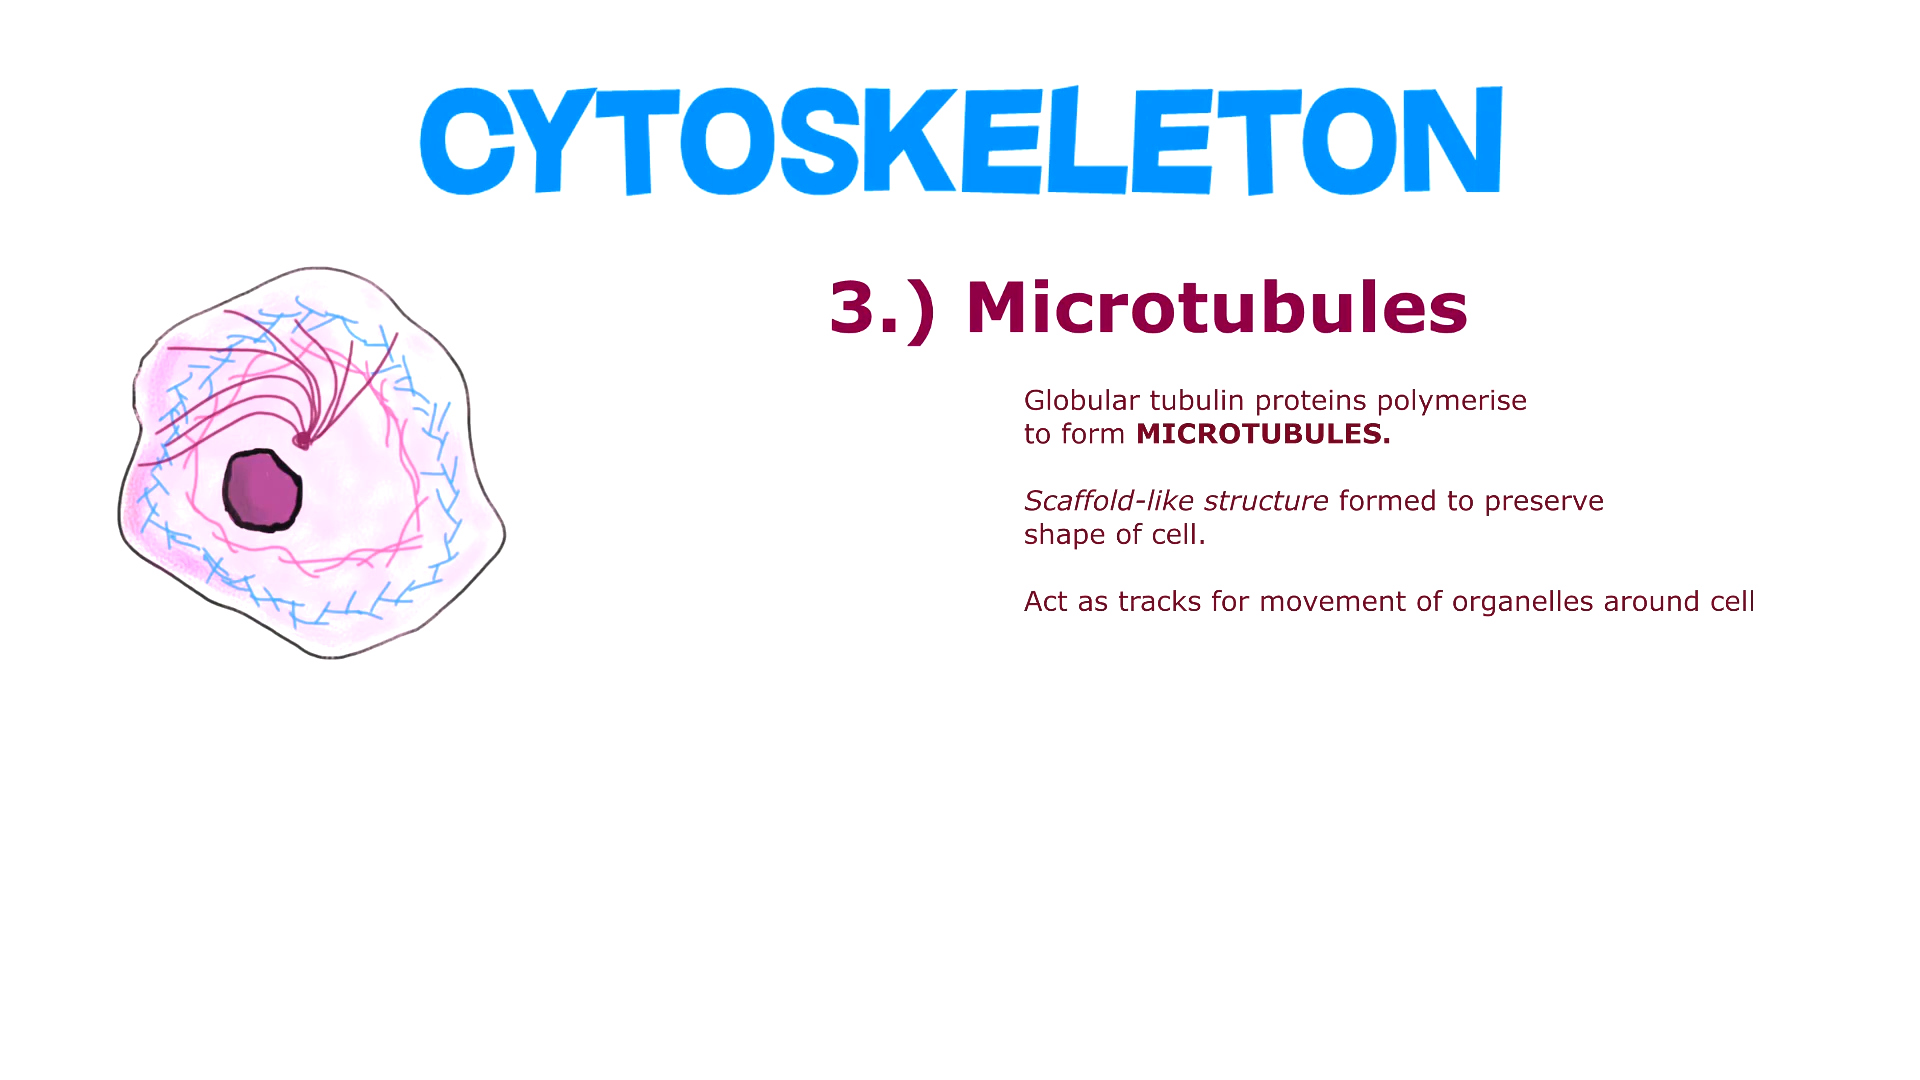 CYTOSKELETON
3.) Microtubules
Globular tubulin proteins polymerise
to form MICROTUBULES.
Scaffold-like structure formed to preserve
shape of cell.
Act as tracks for movement of organelles around cell